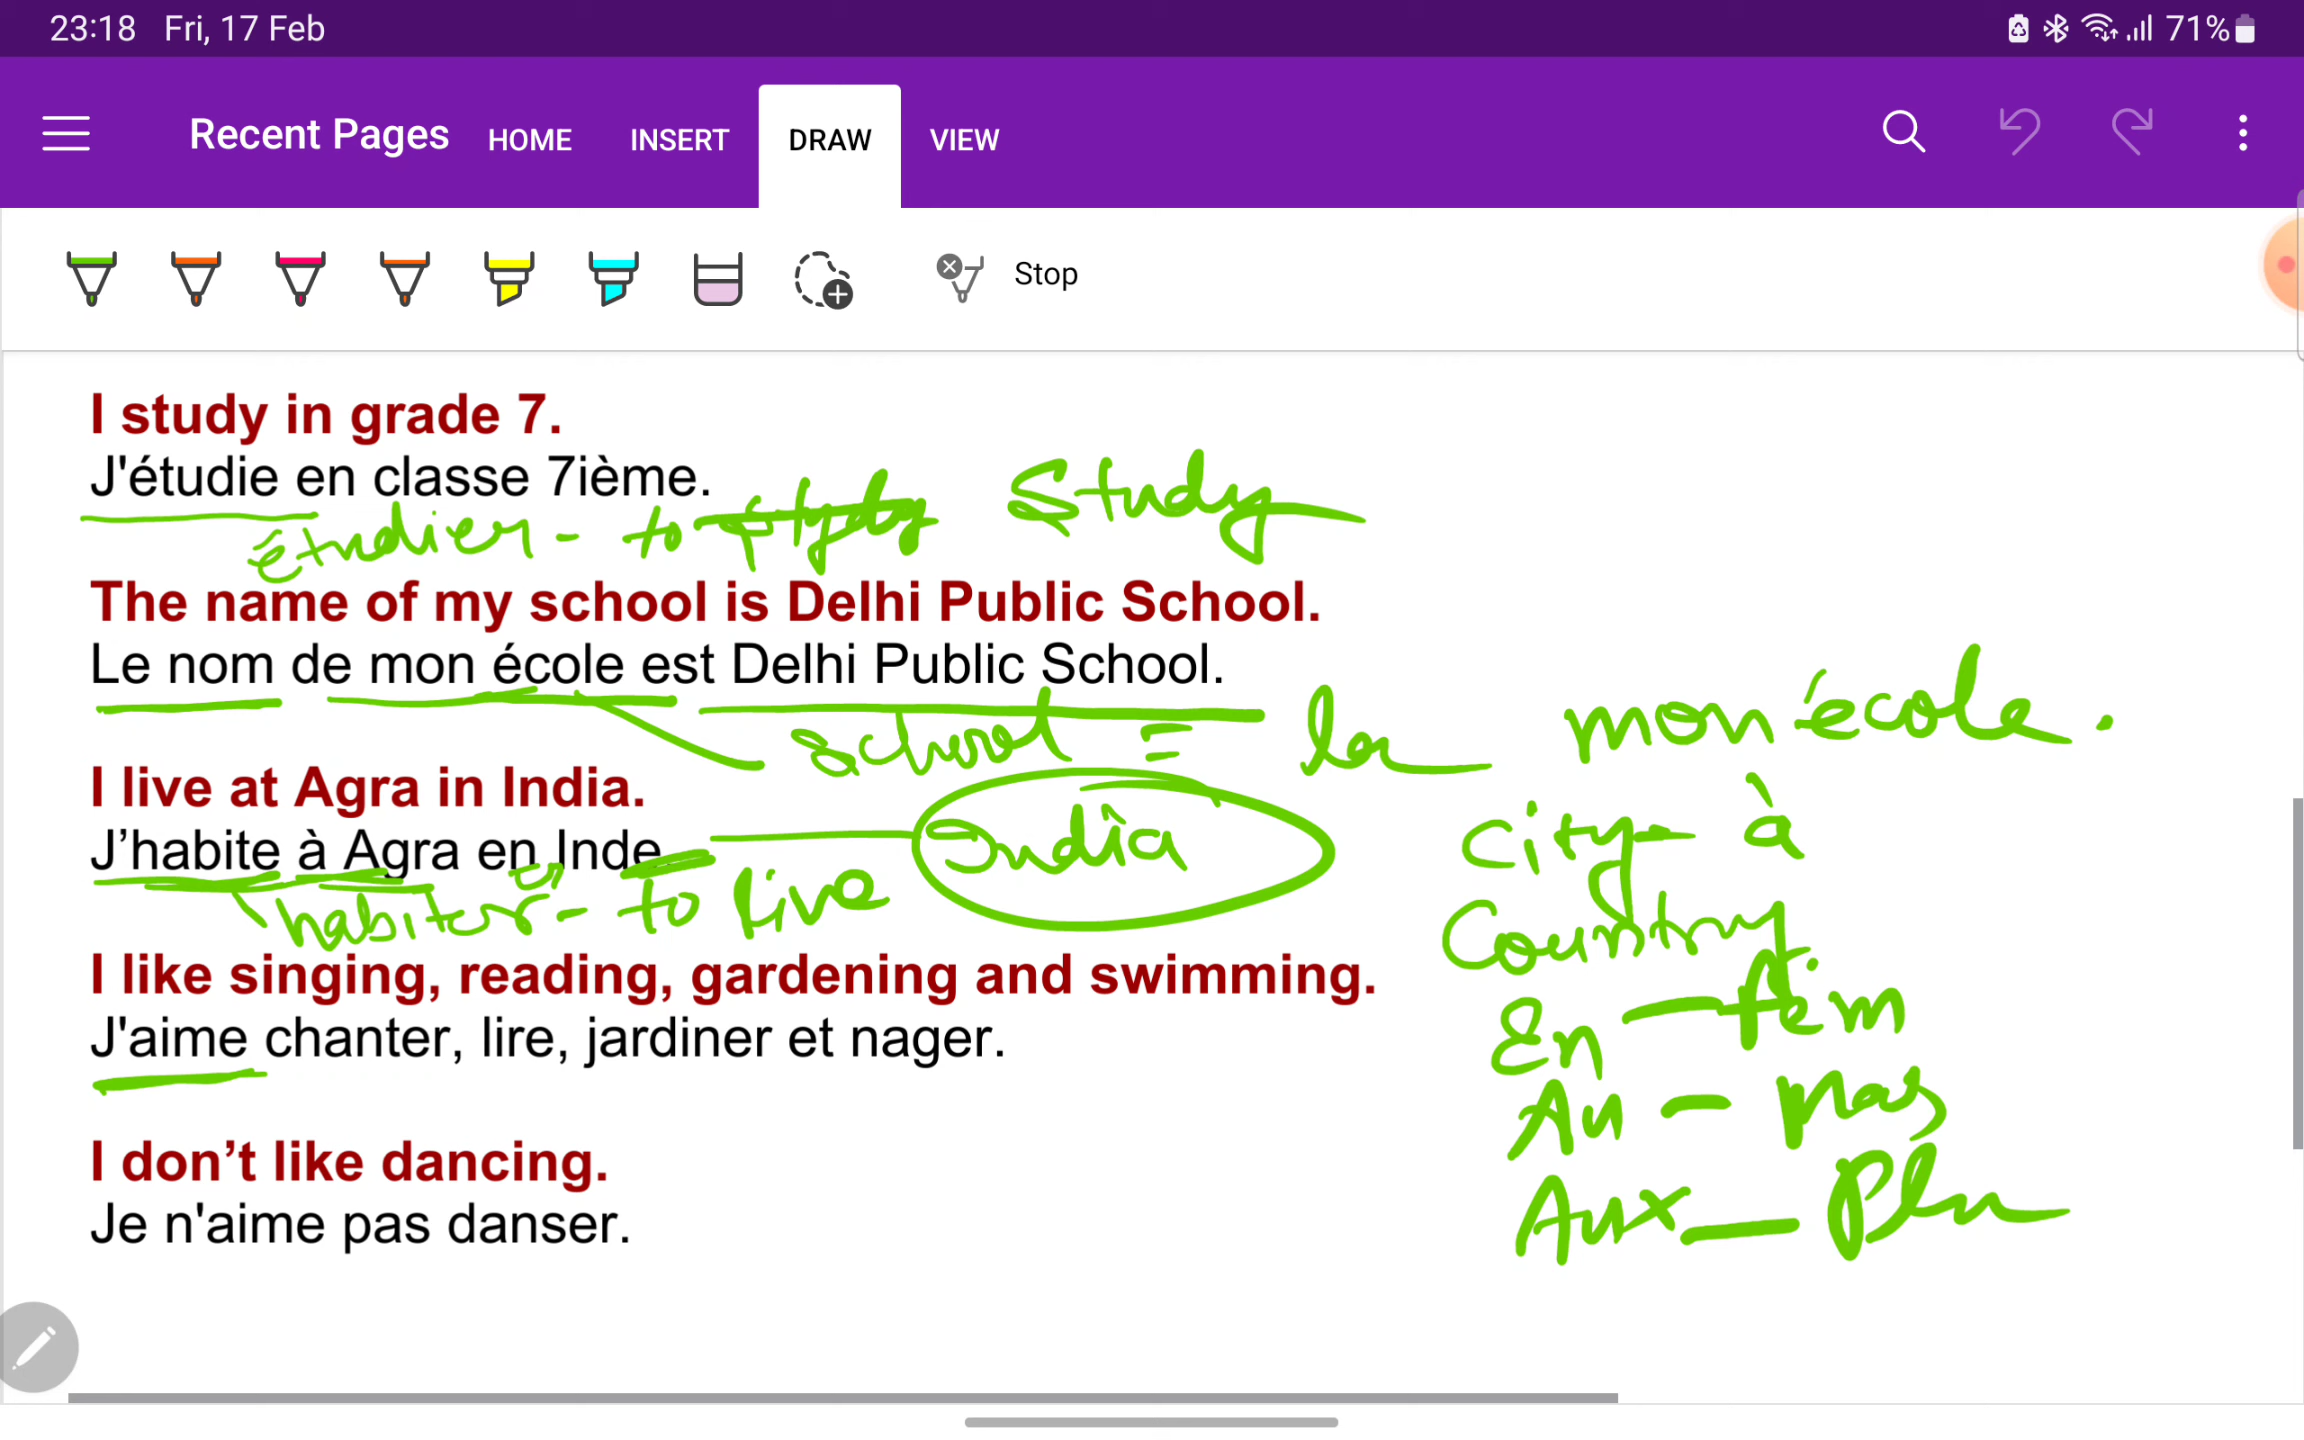 23:18 Fri, 17 Feb 71%
Recent Pages HOME INSERT DRAW VIEW
Stop
I study in grade 7.
J'étudie en classe 7ième.
étudier - to study Study
The name of my school is Delhi Public School.
Le nom de mon école est Delhi Public School.
school = la mon école.
I live at Agra in India.
J’habite à Agra en Inde
India
City - à
habiter - to live
Country
I like singing, reading, gardening and swimming.
J'aime chanter, lire, jardiner et nager.
En - fém
Au - mas
I don’t like dancing.
Je n'aime pas danser.
Aux - Plu